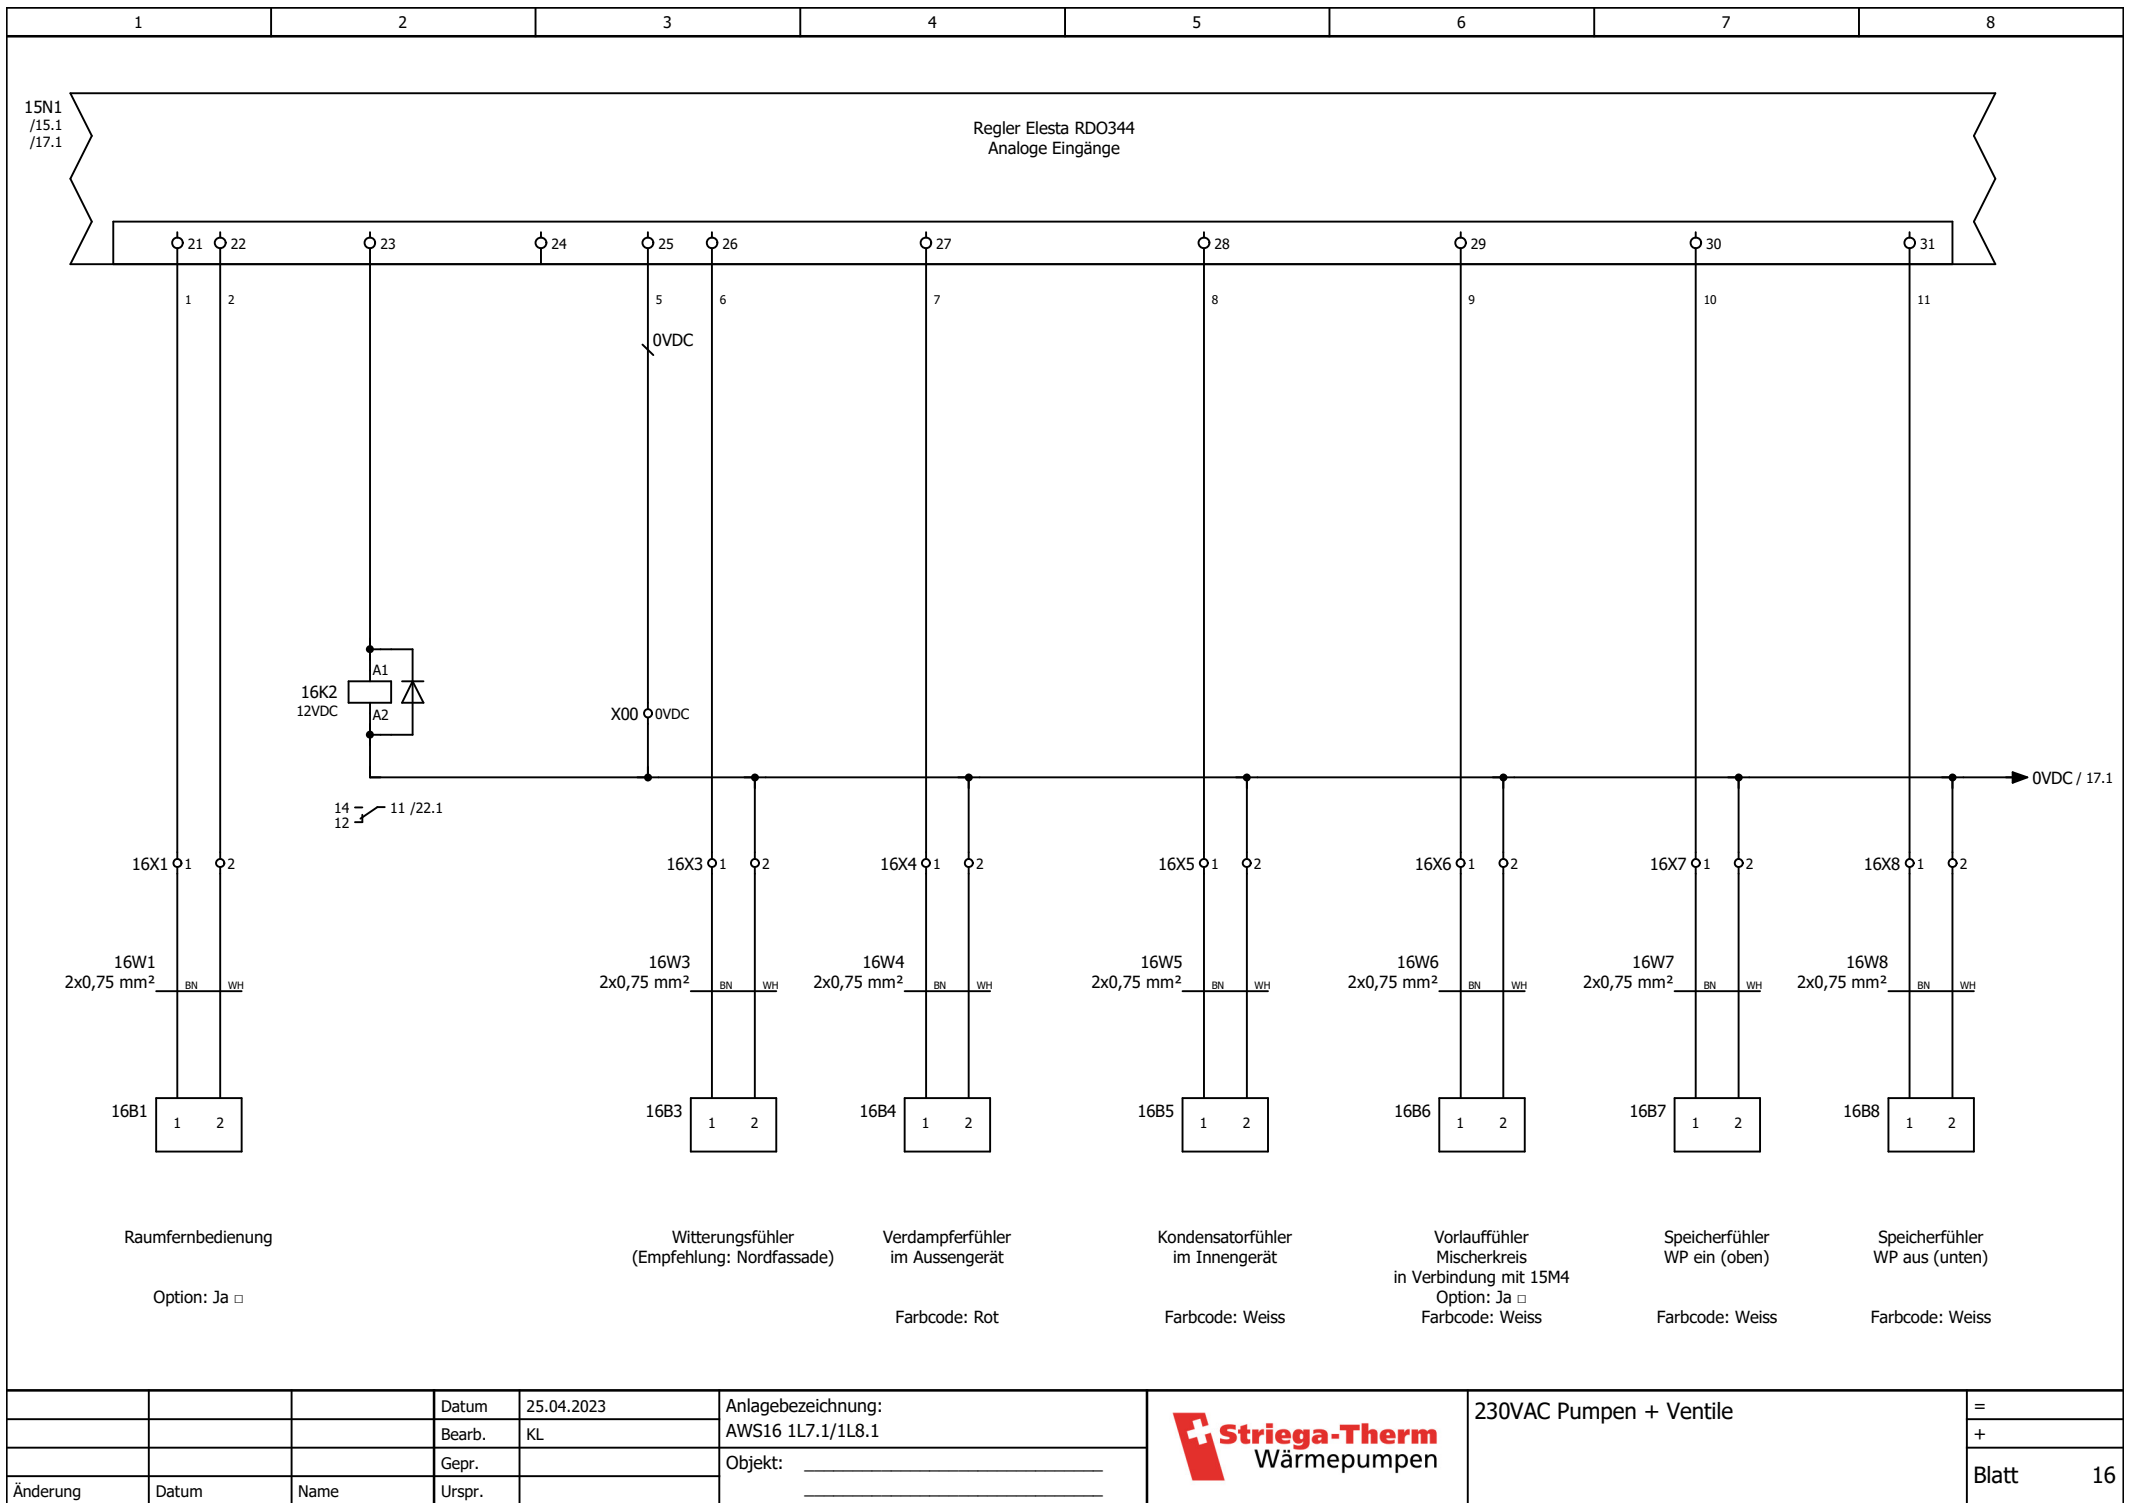 1 2 3 4 5 6 7 8
15N1
/15.1
/17.1
Regler Elesta RDO344
Analoge Eingänge
21 22 23 24 25 26 27 28 29 30 31
1 2 5 6 7 8 9 10 11
0VDC
16K2
12VDC
A1
A2
X00 0VDC
0VDC / 17.1
14 11 /22.1
12
16X1 1 2 16X3 1 2 16X4 1 2 16X5 1 2 16X6 1 2 16X7 1 2 16X8 1 2
16W1 16W3 16W4 16W5 16W6 16W7 16W8
2x0,75 mm² BN WH 2x0,75 mm² BN WH 2x0,75 mm² BN WH 2x0,75 mm² BN WH 2x0,75 mm² BN WH 2x0,75 mm² BN WH 2x0,75 mm² BN WH
16B1 1 2 16B3 1 2 16B4 1 2 16B5 1 2 16B6 1 2 16B7 1 2 16B8 1 2
Raumfernbedienung
Option: Ja □
Witterungsfühler
(Empfehlung: Nordfassade)
Verdampferfühler
im Aussengerät
Farbcode: Rot
Kondensatorfühler
im Innengerät
Farbcode: Weiss
Vorlauffühler
Mischerkreis
in Verbindung mit 15M4
Option: Ja □
Farbcode: Weiss
Speicherfühler
WP ein (oben)
Farbcode: Weiss
Speicherfühler
WP aus (unten)
Farbcode: Weiss
Änderung Datum Name
Datum 25.04.2023
Bearb. KL
Gepr.
Urspr.
Anlagebezeichnung:
AWS16 1L7.1/1L8.1
Objekt:
Striega-Therm
Wärmepumpen
230VAC Pumpen + Ventile
=
+
Blatt 16